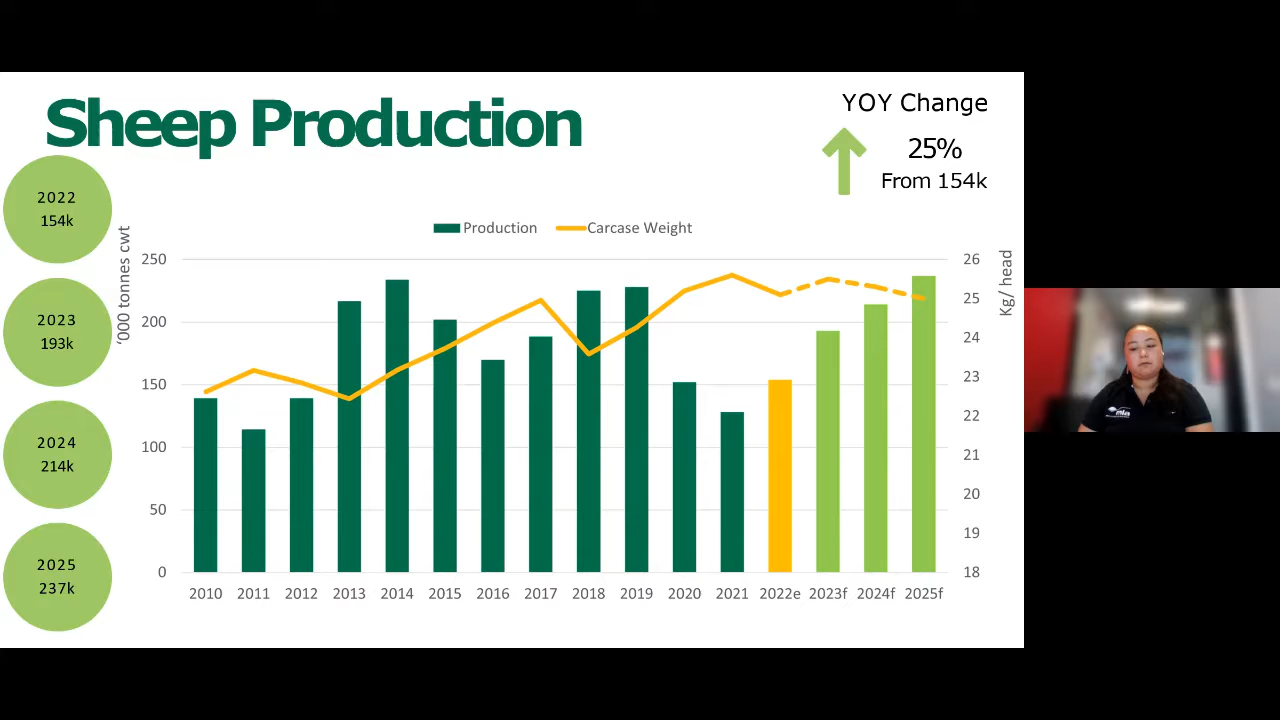 Sheep Production
YOY Change
25%
From 154k
2022
154k
2023
193k
2024
214k
2025
237k
Production
Carcase Weight
'000 tonnes cwt
Kg/ head
250
200
150
100
50
0
26
25
24
23
22
21
20
19
18
2010 2011 2012 2013 2014 2015 2016 2017 2018 2019 2020 2021 2022e 2023f 2024f 2025f
mla